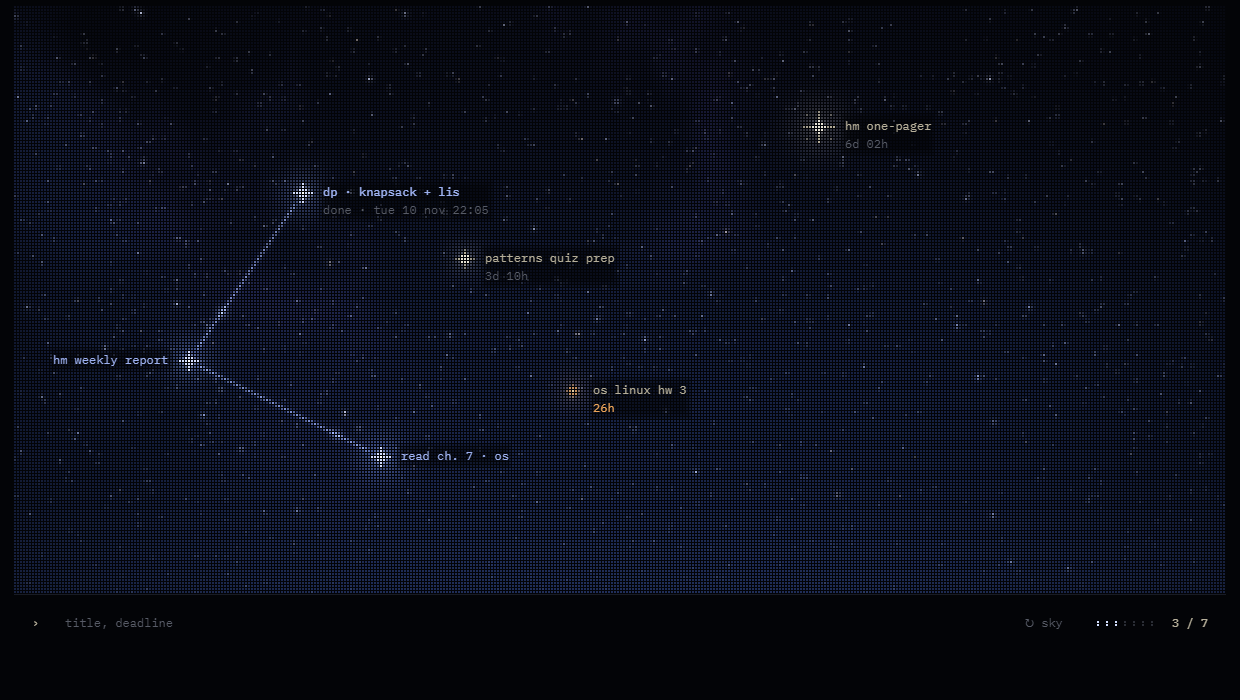 hm one-pager
6d 02h
dp · knapsack + lis
done · tue 10 nov 22:05
patterns quiz prep
3d 10h
hm weekly report
os linux hw 3
26h
read ch. 7 · os
› title, deadline
↻ sky
3 / 7